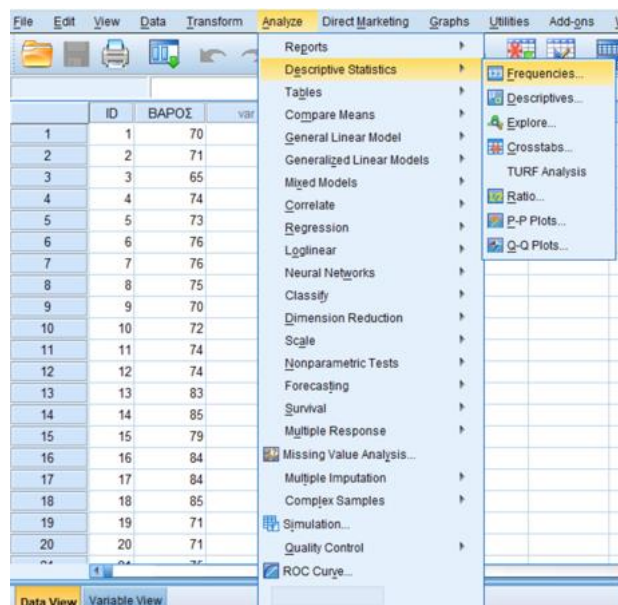 File Edit View Data Transform Analyze Direct Marketing Graphs Utilities Add-ons
Reports
Descriptive Statistics
Tables
Compare Means
General Linear Model
Generalized Linear Models
Mixed Models
Correlate
Regression
Loglinear
Neural Networks
Classify
Dimension Reduction
Scale
Nonparametric Tests
Forecasting
Survival
Multiple Response
Missing Value Analysis...
Multiple Imputation
Complex Samples
Simulation...
Quality Control
ROC Curve...
Frequencies...
Descriptives...
Explore...
Crosstabs...
TURF Analysis
Ratio...
P-P Plots...
Q-Q Plots...
ID ΒΑΡΟΣ var
1 1 70
2 2 71
3 3 65
4 4 74
5 5 73
6 6 76
7 7 76
8 8 75
9 9 70
10 10 72
11 11 74
12 12 74
13 13 83
14 14 85
15 15 79
16 16 84
17 17 84
18 18 85
19 19 71
20 20 71
Data View Variable View